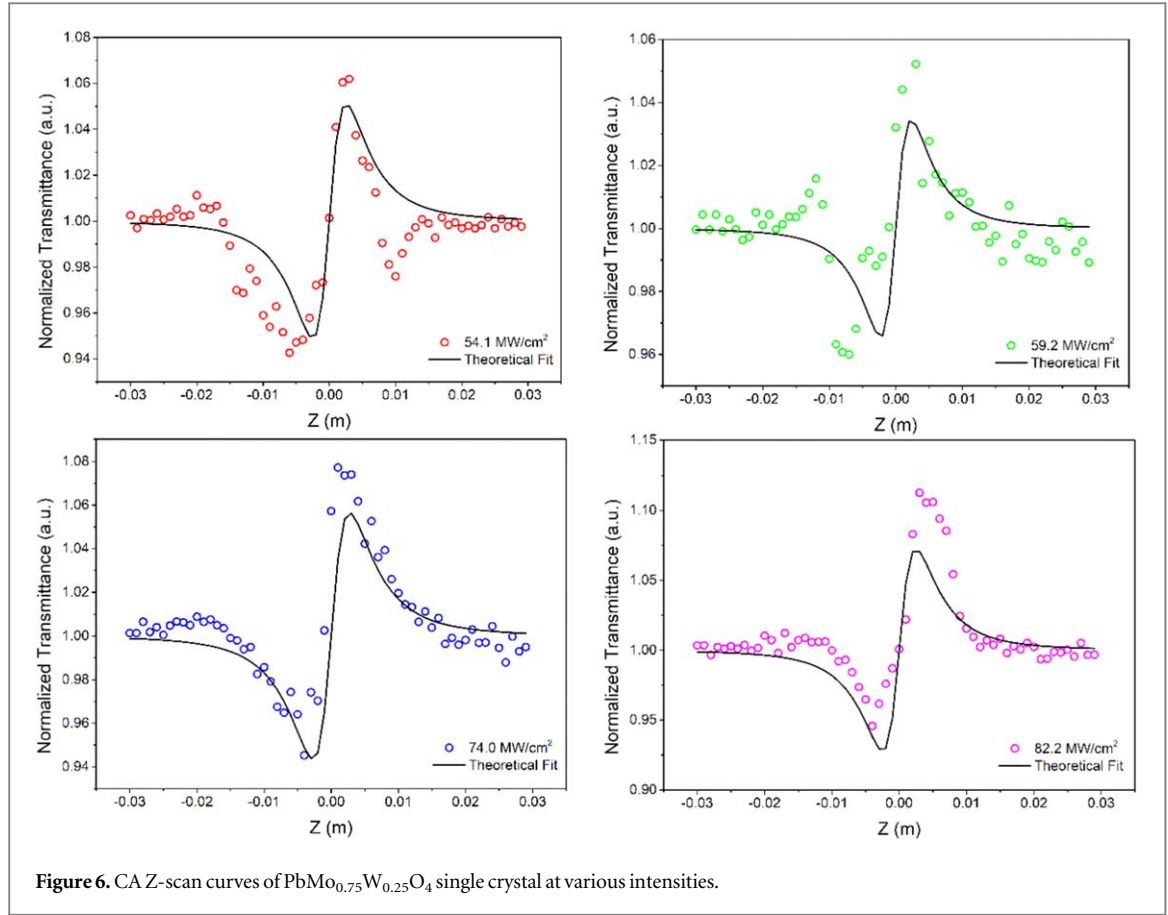 1.08
1.06
1.04
1.02
1.00
0.98
0.96
0.94
Normalized Transmittance (a.u.)
54.1 MW/cm²
Theoretical Fit
-0.03 -0.02 -0.01 0.00 0.01 0.02 0.03
Z (m)
1.06
1.04
1.02
1.00
0.98
0.96
Normalized Transmittance (a.u.)
59.2 MW/cm²
Theoretical Fit
-0.03 -0.02 -0.01 0.00 0.01 0.02 0.03
Z (m)
1.08
1.06
1.04
1.02
1.00
0.98
0.96
0.94
Normalized Transmittance (a.u.)
74.0 MW/cm²
Theoretical Fit
-0.03 -0.02 -0.01 0.00 0.01 0.02 0.03
Z (m)
1.15
1.10
1.05
1.00
0.95
0.90
Normalized Transmittance (a.u.)
82.2 MW/cm²
Theoretical Fit
-0.03 -0.02 -0.01 0.00 0.01 0.02 0.03
Z (m)
Figure 6. CA Z-scan curves of PbMo₀.₇₅W₀.₂₅O₄ single crystal at various intensities.